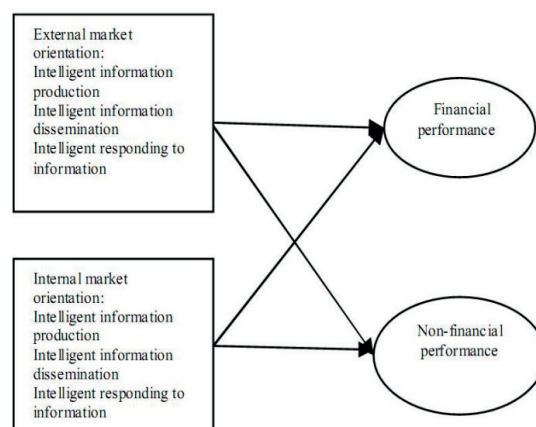 External market
orientation:
Intelligent information
production
Intelligent information
dissemination
Intelligent responding to
information
Financial
performance
Internal market
orientation:
Intelligent information
production
Intelligent information
dissemination
Intelligent responding to
information
Non-financial
performance